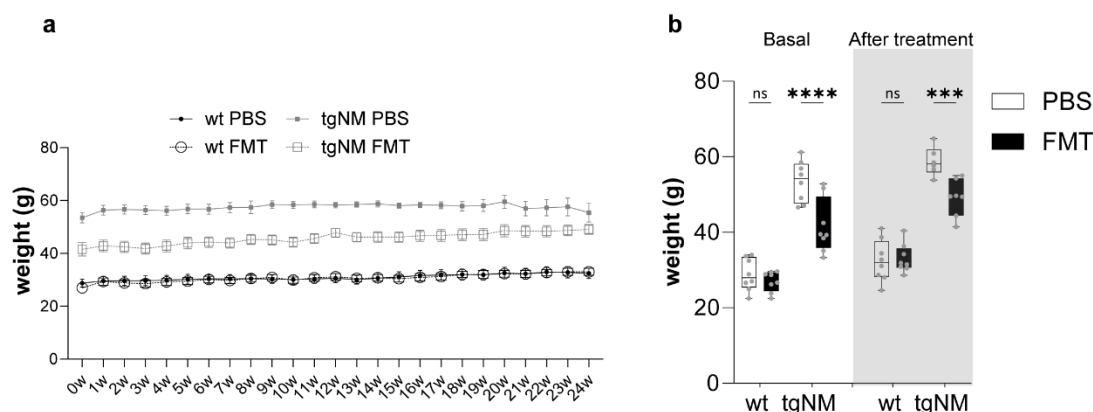 a
wt PBS tgNM PBS
wt FMT tgNM FMT
weight (g)
80
60
40
20
0
0w 1w 2w 3w 4w 5w 6w 7w 8w 9w 10w 11w 12w 13w 14w 15w 16w 17w 18w 19w 20w 21w 22w 23w 24w
b
Basal After treatment
ns **** ns ***
PBS
FMT
weight (g)
80
60
40
20
0
wt tgNM wt tgNM